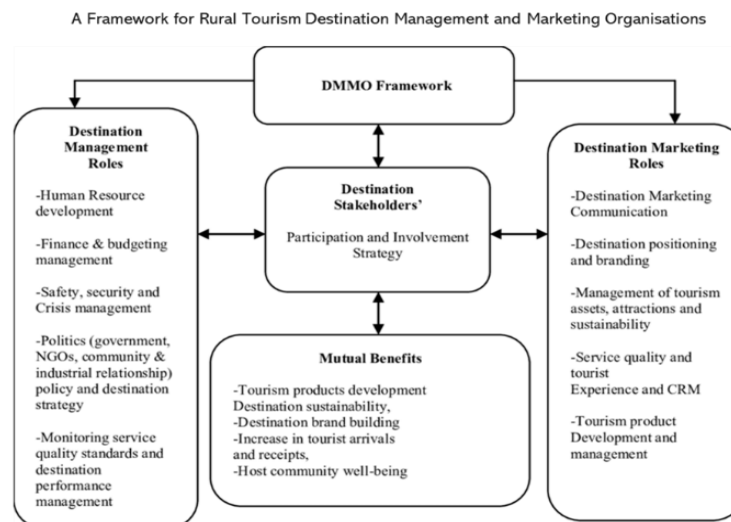 A Framework for Rural Tourism Destination Management and Marketing Organisations
DMMO Framework
Destination
Management
Roles
-Human Resource
development
-Finance & budgeting
management
-Safety, security and
Crisis management
-Politics (government,
NGOs, community &
industrial relationship)
policy and destination
strategy
-Monitoring service
quality standards and
destination
performance
management
Destination
Stakeholders’
Participation and Involvement
Strategy
Mutual Benefits
-Tourism products development
Destination sustainability,
-Destination brand building
-Increase in tourist arrivals
and receipts,
-Host community well-being
Destination Marketing
Roles
-Destination Marketing
Communication
-Destination positioning
and branding
-Management of tourism
assets, attractions and
sustainability
-Service quality and
tourist
Experience and CRM
-Tourism product
Development and
management